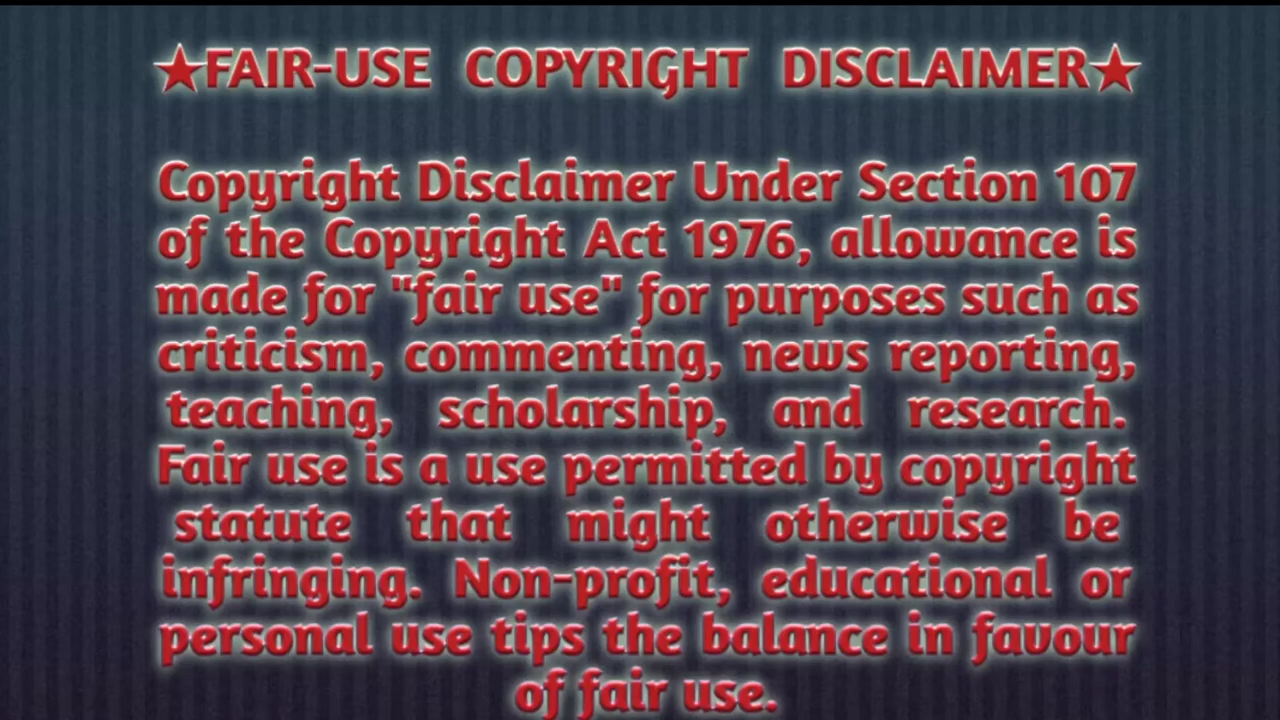 ★FAIR-USE COPYRIGHT DISCLAIMER★
Copyright Disclaimer Under Section 107
of the Copyright Act 1976, allowance is
made for "fair use" for purposes such as
criticism, commenting, news reporting,
teaching, scholarship, and research.
Fair use is a use permitted by copyright
statute that might otherwise be
infringing. Non-profit, educational or
personal use tips the balance in favour
of fair use.